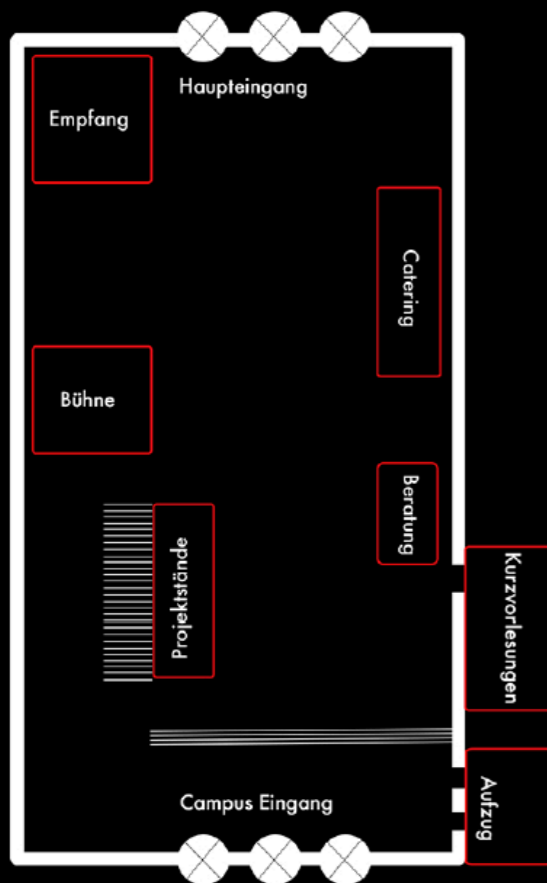 Haupteingang
Empfang
Catering
Bühne
Beratung
Projektstände
Kurzvorlesungen
Aufzug
Campus Eingang